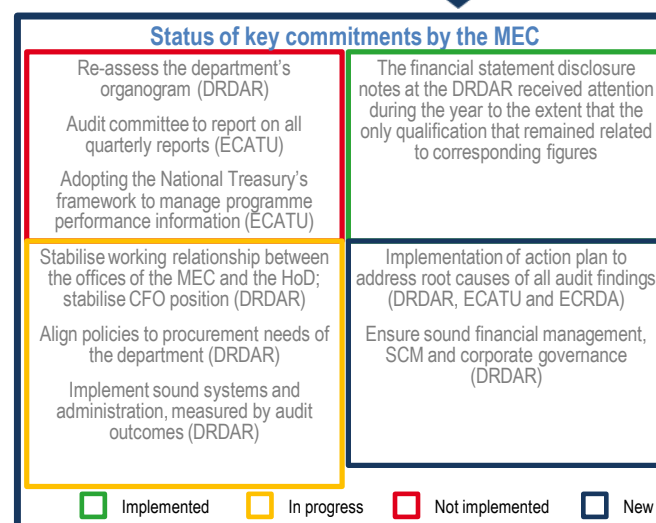 Status of key commitments by the MEC
Re-assess the department's
organogram (DRDAR)
Audit committee to report on all
quarterly reports (ECATU)
Adopting the National Treasury's
framework to manage programme
performance information (ECATU)
The financial statement disclosure
notes at the DRDAR received attention
during the year to the extent that the
only qualification that remained related
to corresponding figures
Stabilise working relationship between
the offices of the MEC and the HoD;
stabilise CFO position (DRDAR)
Align policies to procurement needs of
the department (DRDAR)
Implement sound systems and
administration, measured by audit
outcomes (DRDAR)
Implementation of action plan to
address root causes of all audit findings
(DRDAR, ECATU and ECRDA)
Ensure sound financial management,
SCM and corporate governance
(DRDAR)
Implemented In progress Not implemented New